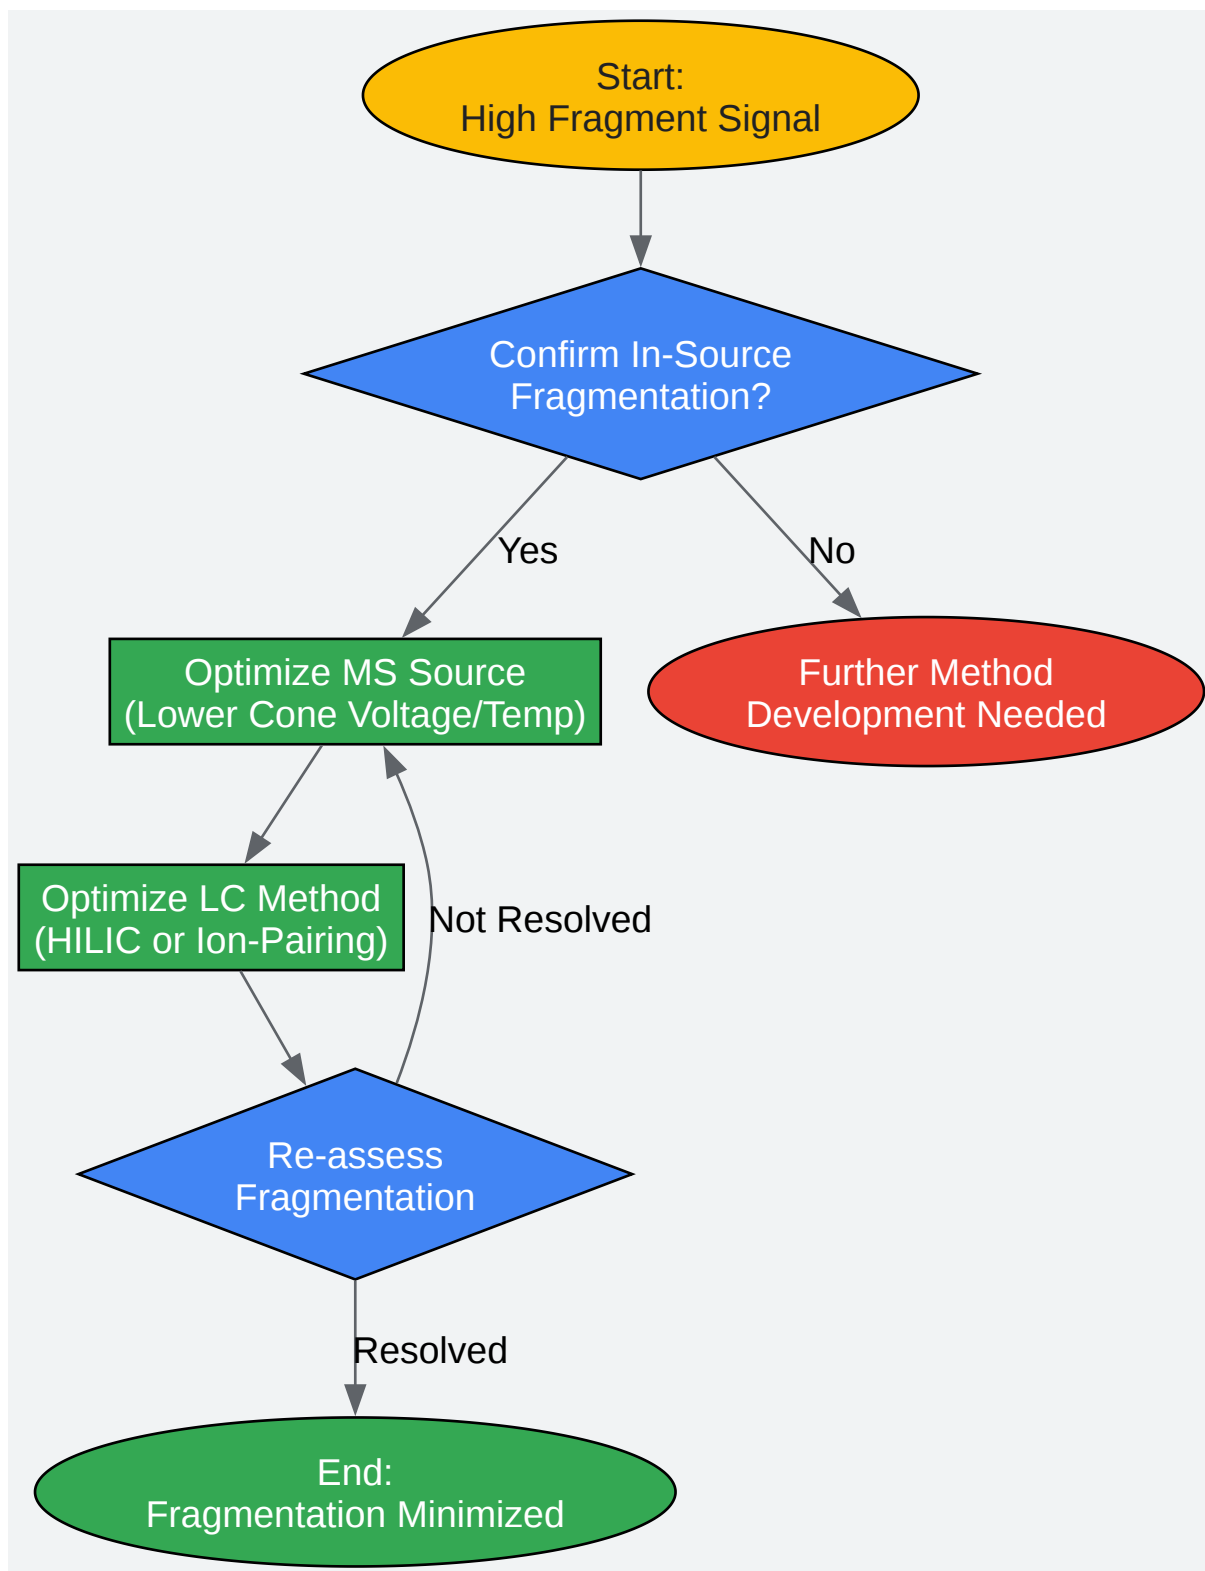 Start:
High Fragment Signal
Confirm In-Source
Fragmentation?
Yes
No
Optimize MS Source
(Lower Cone Voltage/Temp)
Further Method
Development Needed
Optimize LC Method
(HILIC or Ion-Pairing)
Not Resolved
Re-assess
Fragmentation
Resolved
End:
Fragmentation Minimized